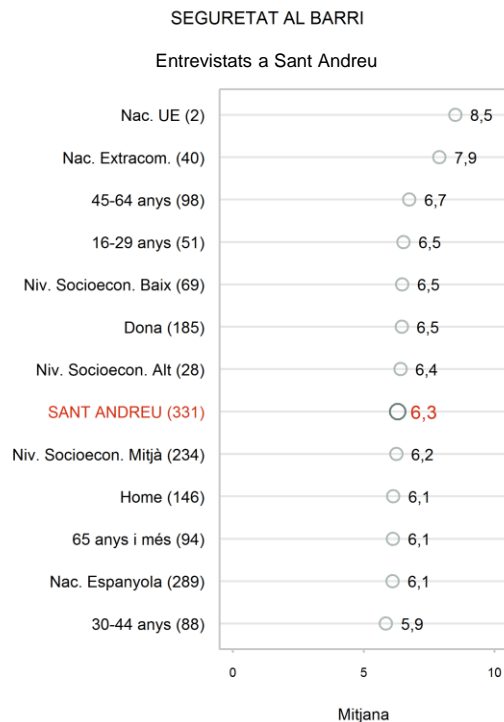 SEGURETAT AL BARRI
Entrevistats a Sant Andreu
Nac. UE (2) 8,5
Nac. Extracom. (40) 7,9
45-64 anys (98) 6,7
16-29 anys (51) 6,5
Niv. Socioecon. Baix (69) 6,5
Dona (185) 6,5
Niv. Socioecon. Alt (28) 6,4
SANT ANDREU (331) 6,3
Niv. Socioecon. Mitjà (234) 6,2
Home (146) 6,1
65 anys i més (94) 6,1
Nac. Espanyola (289) 6,1
30-44 anys (88) 5,9
0 5 10
Mitjana